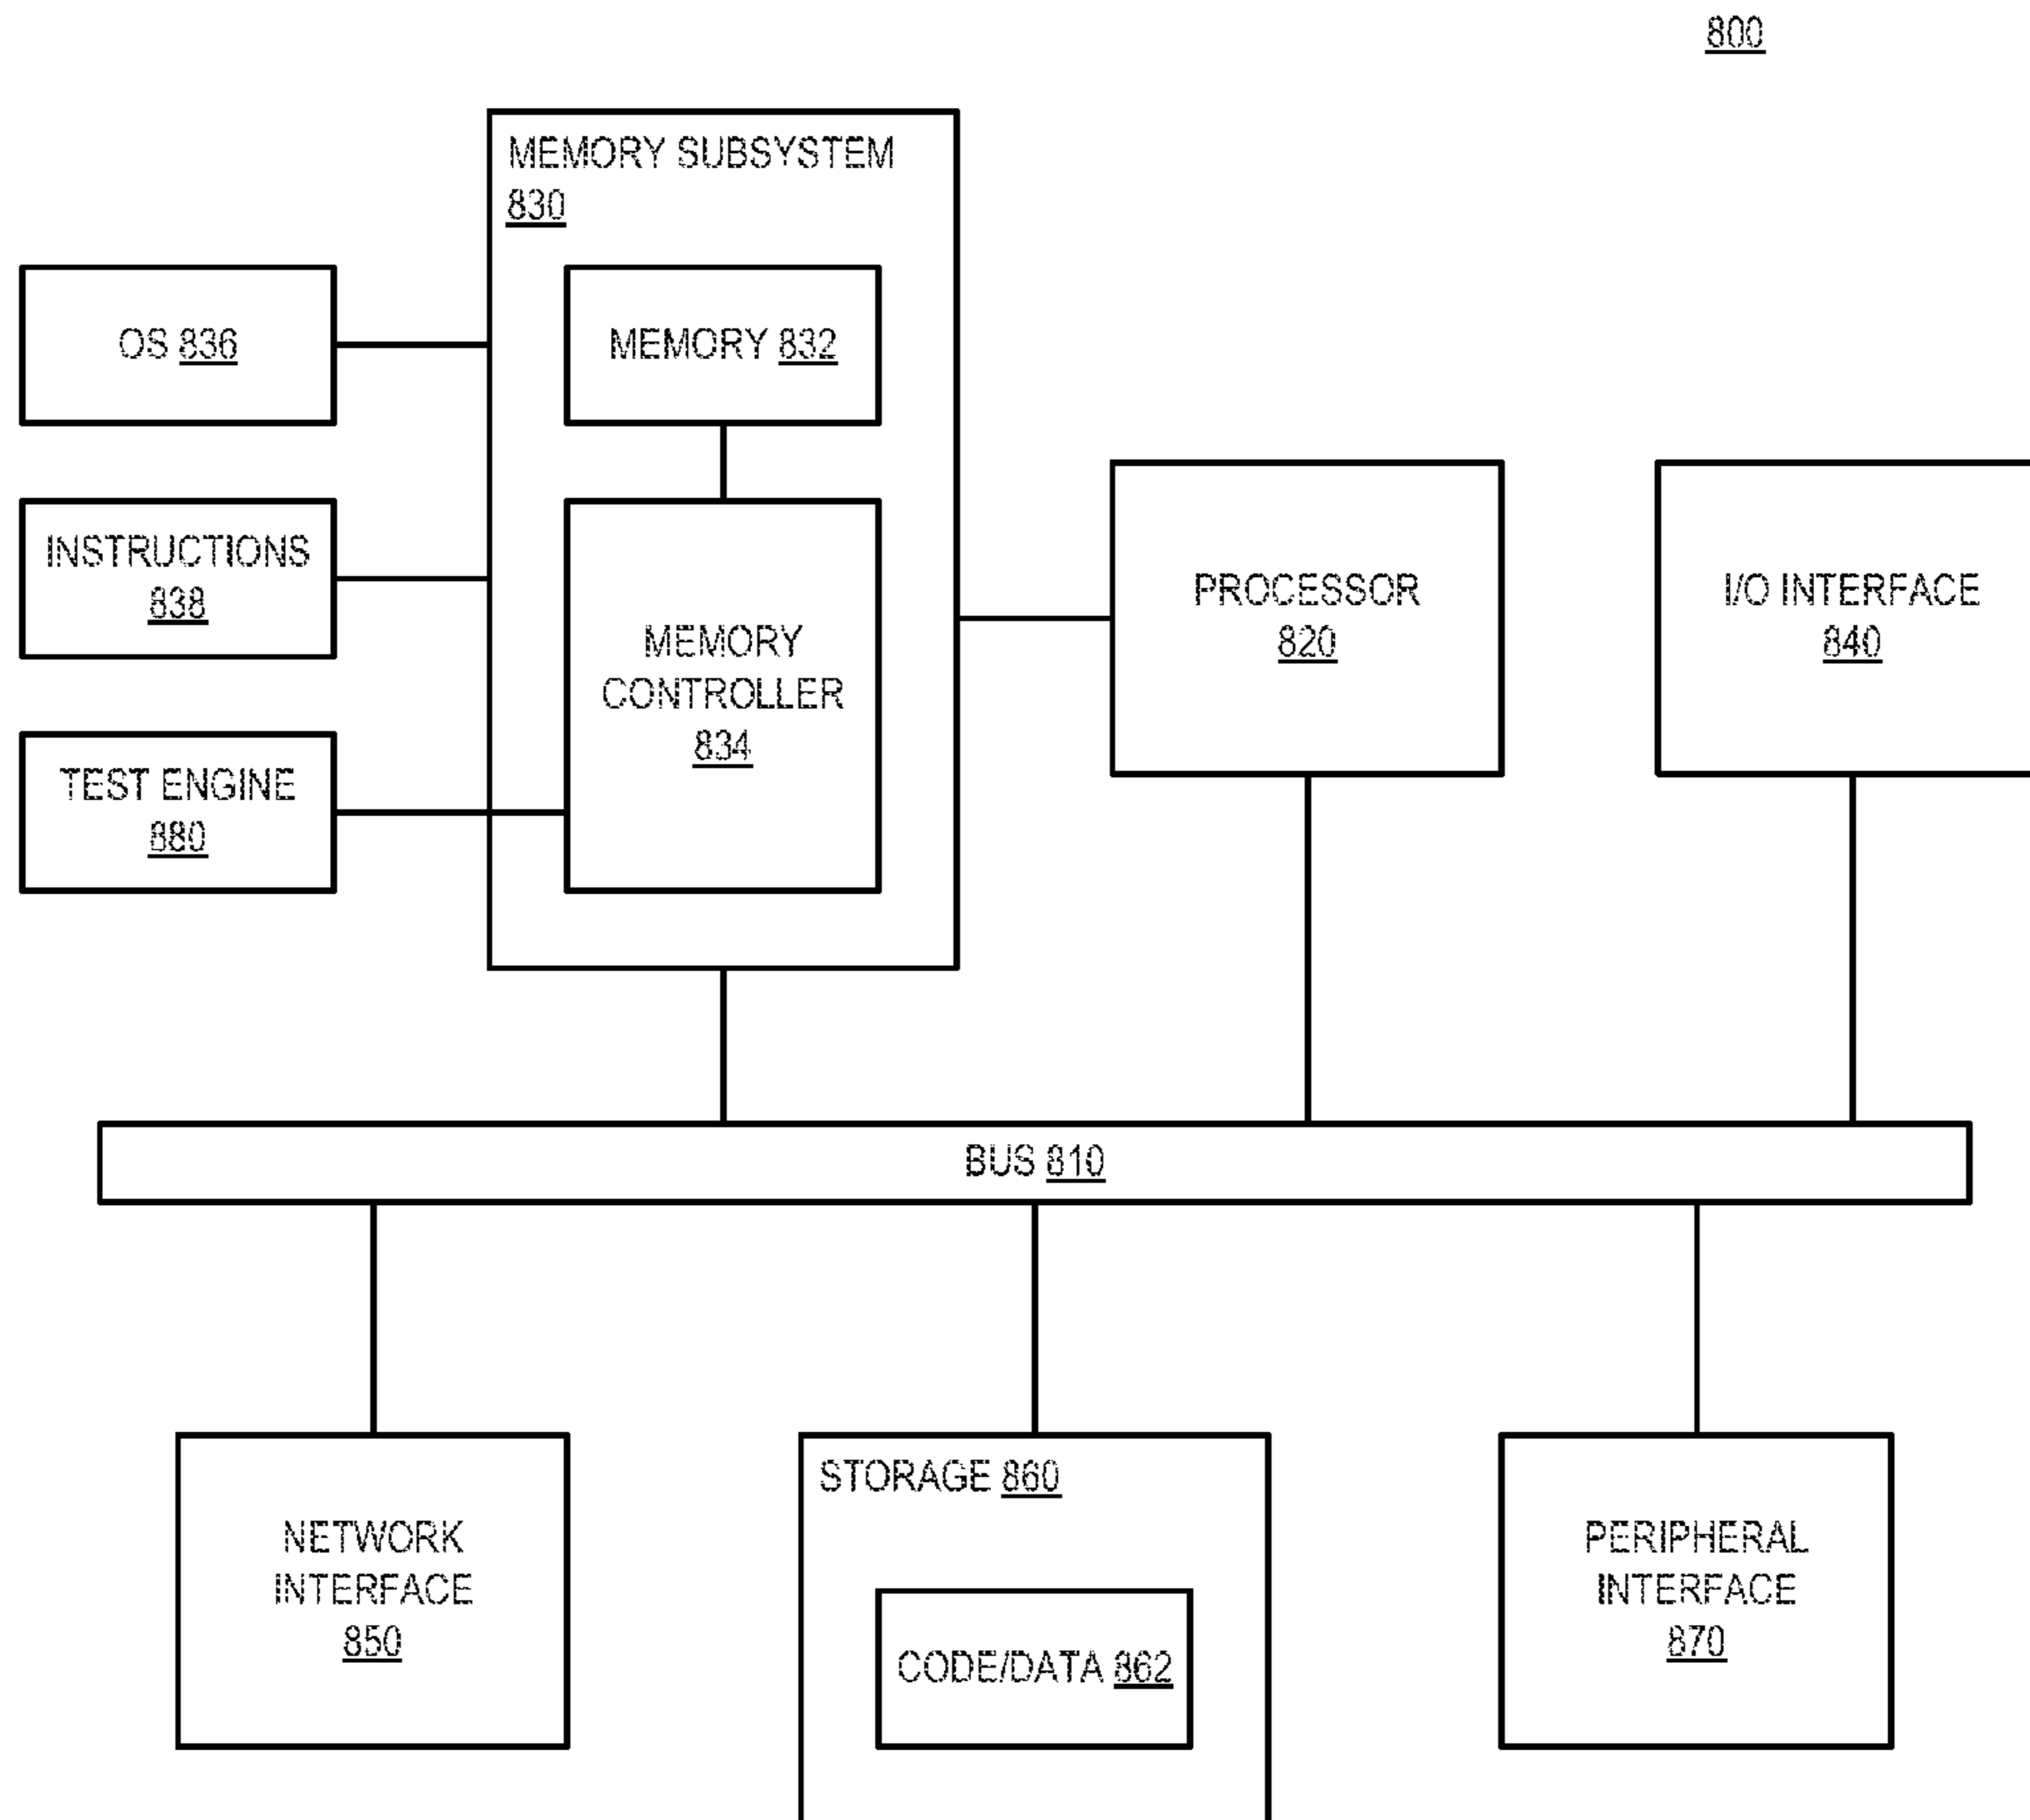 800
MEMORY SUBSYSTEM
830
OS 836
MEMORY 832
INSTRUCTIONS
838
MEMORY
CONTROLLER
834
TEST ENGINE
880
PROCESSOR
820
I/O INTERFACE
840
BUS 810
NETWORK
INTERFACE
850
STORAGE 860
CODE/DATA 862
PERIPHERAL
INTERFACE
870